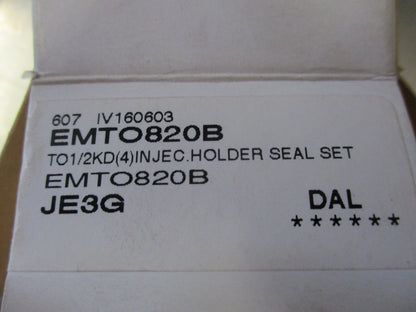 607 IV160603
EMTO820B
TO1/2KD(4)INJEC.HOLDER SEAL SET
EMTO820B
JE3G DAL
******